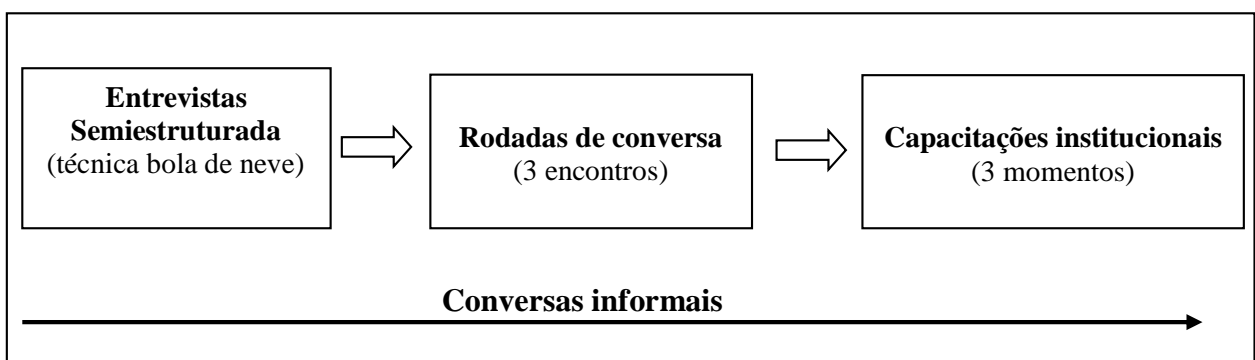 Entrevistas
Semiestruturada
(técnica bola de neve)
Rodadas de conversa
(3 encontros)
Capacitações institucionais
(3 momentos)
Conversas informais